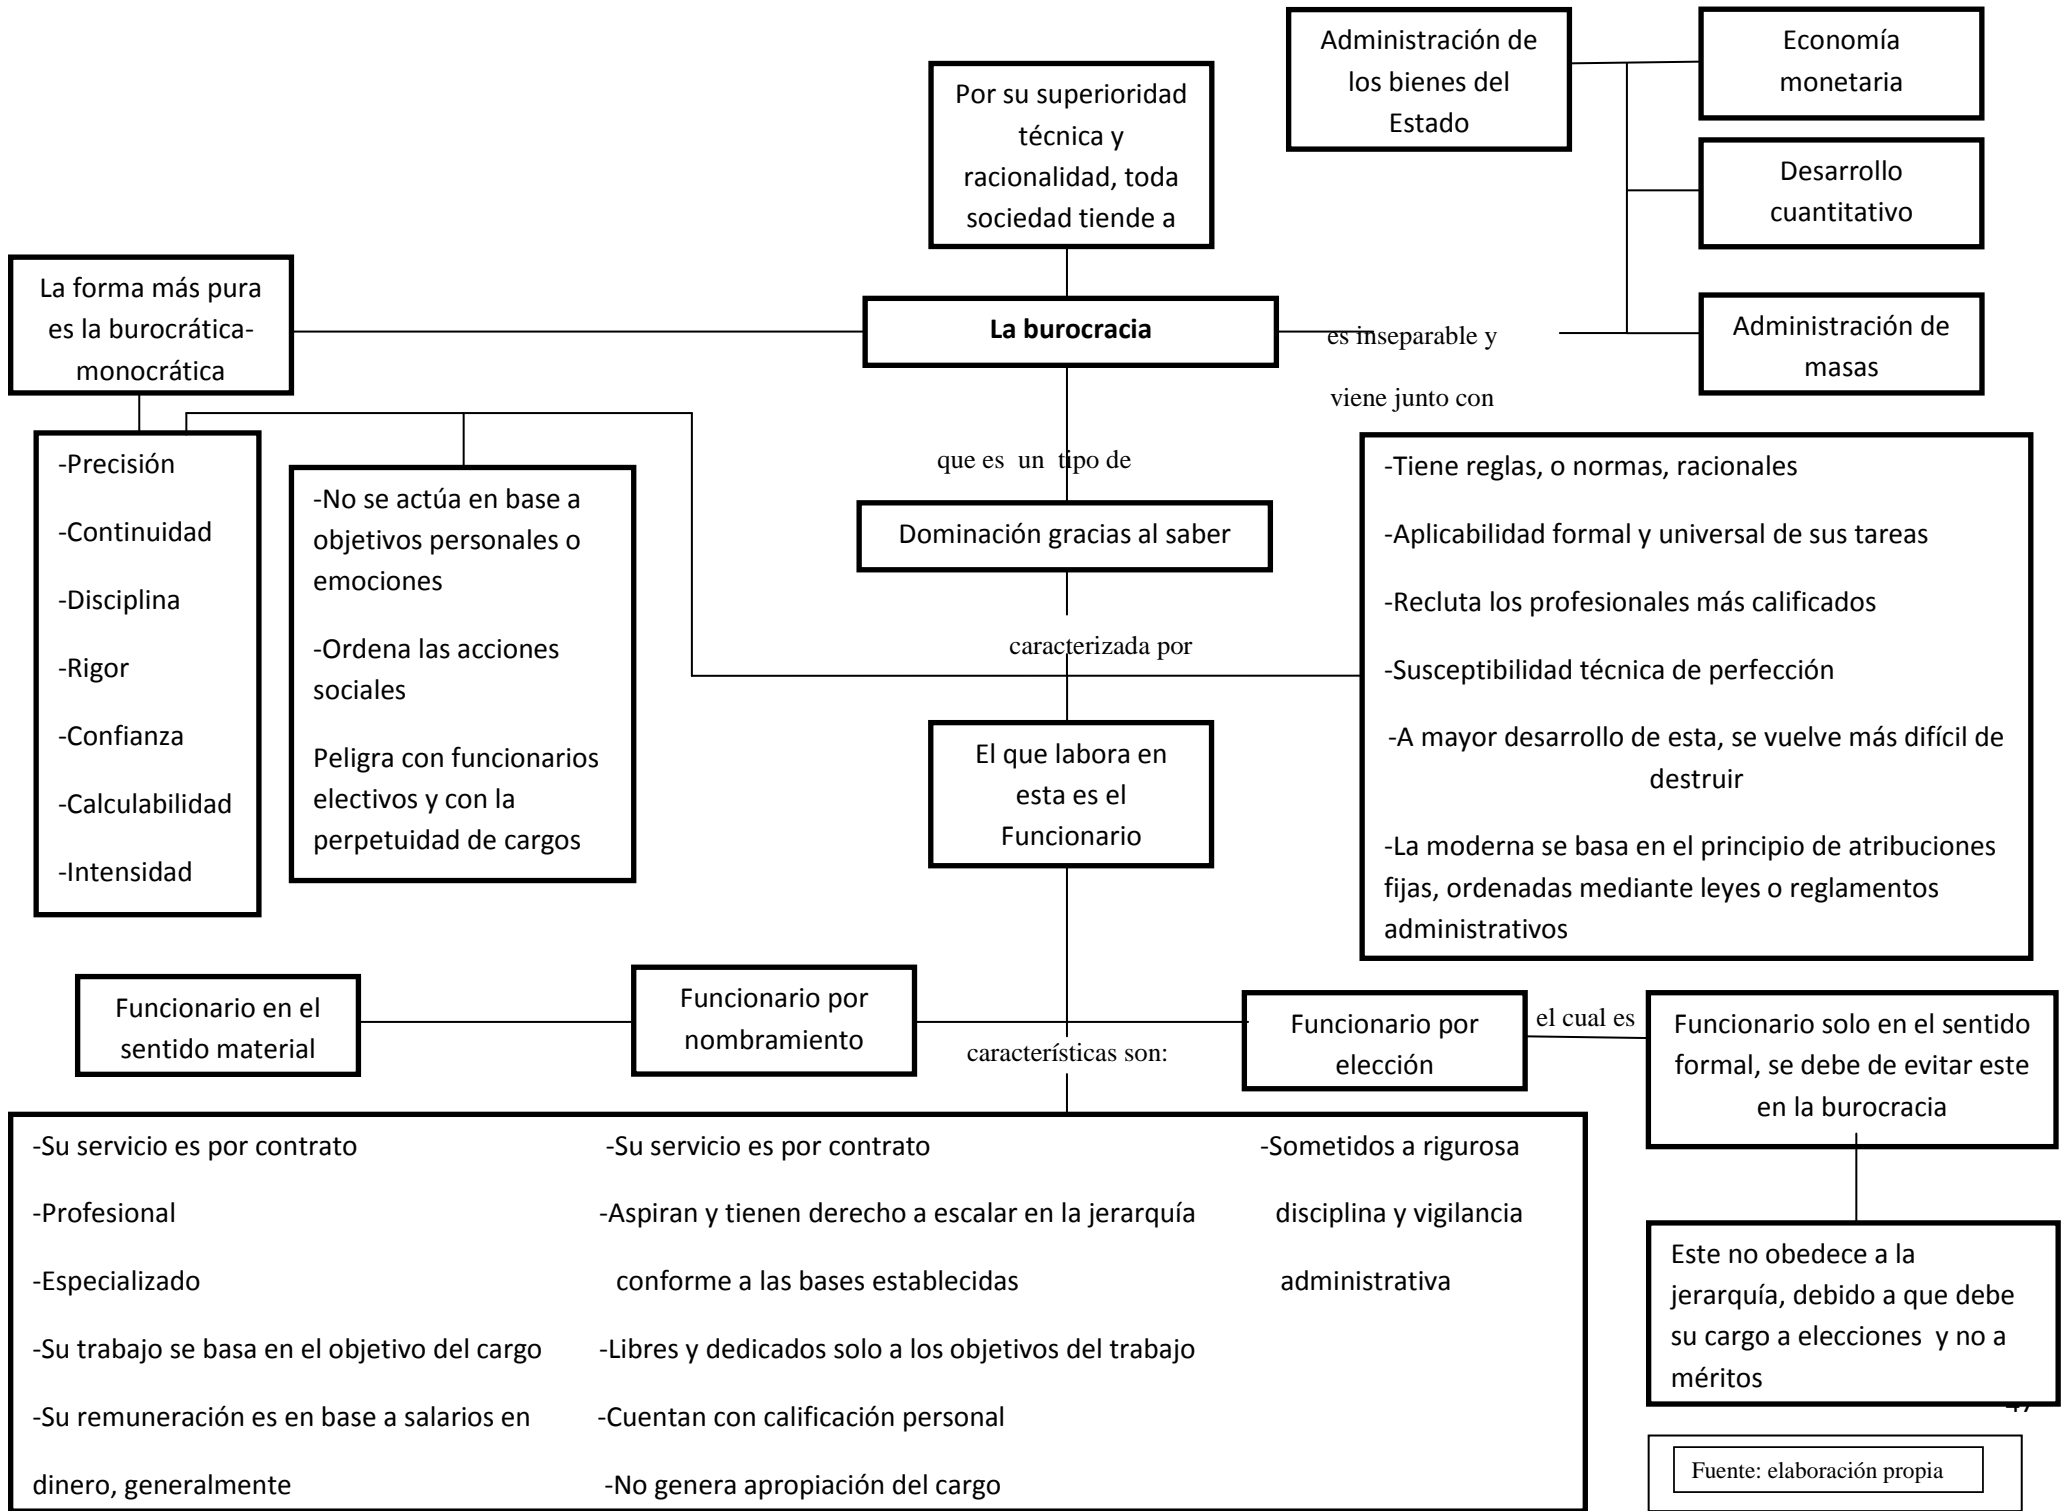 Administración de
los bienes del
Estado
Economía
monetaria
Por su superioridad
técnica y
racionalidad, toda
sociedad tiende a
Desarrollo
cuantitativo
La forma más pura
es la burocrática-
monocrática
La burocracia
es inseparable y
viene junto con
Administración de
masas
-Precisión
-Continuidad
-Disciplina
-Rigor
-Confianza
-Calculabilidad
-Intensidad
-No se actúa en base a
objetivos personales o
emociones
-Ordena las acciones
sociales
Peligra con funcionarios
electivos y con la
perpetuidad de cargos
que es un tipo de
Dominación gracias al saber
caracterizada por
El que labora en
esta es el
Funcionario
-Tiene reglas, o normas, racionales
-Aplicabilidad formal y universal de sus tareas
-Recluta los profesionales más calificados
-Susceptibilidad técnica de perfección
-A mayor desarrollo de esta, se vuelve más difícil de
destruir
-La moderna se basa en el principio de atribuciones
fijas, ordenadas mediante leyes o reglamentos
administrativos
Funcionario en el
sentido material
Funcionario por
nombramiento
características son:
Funcionario por
elección
el cual es
Funcionario solo en el sentido
formal, se debe de evitar este
en la burocracia
-Su servicio es por contrato
-Profesional
-Especializado
-Su trabajo se basa en el objetivo del cargo
-Su remuneración es en base a salarios en
dinero, generalmente
-Su servicio es por contrato
-Aspiran y tienen derecho a escalar en la jerarquía
conforme a las bases establecidas
-Libres y dedicados solo a los objetivos del trabajo
-Cuentan con calificación personal
-No genera apropiación del cargo
-Sometidos a rigurosa
disciplina y vigilancia
administrativa
Este no obedece a la
jerarquía, debido a que debe
su cargo a elecciones y no a
méritos
Fuente: elaboración propia